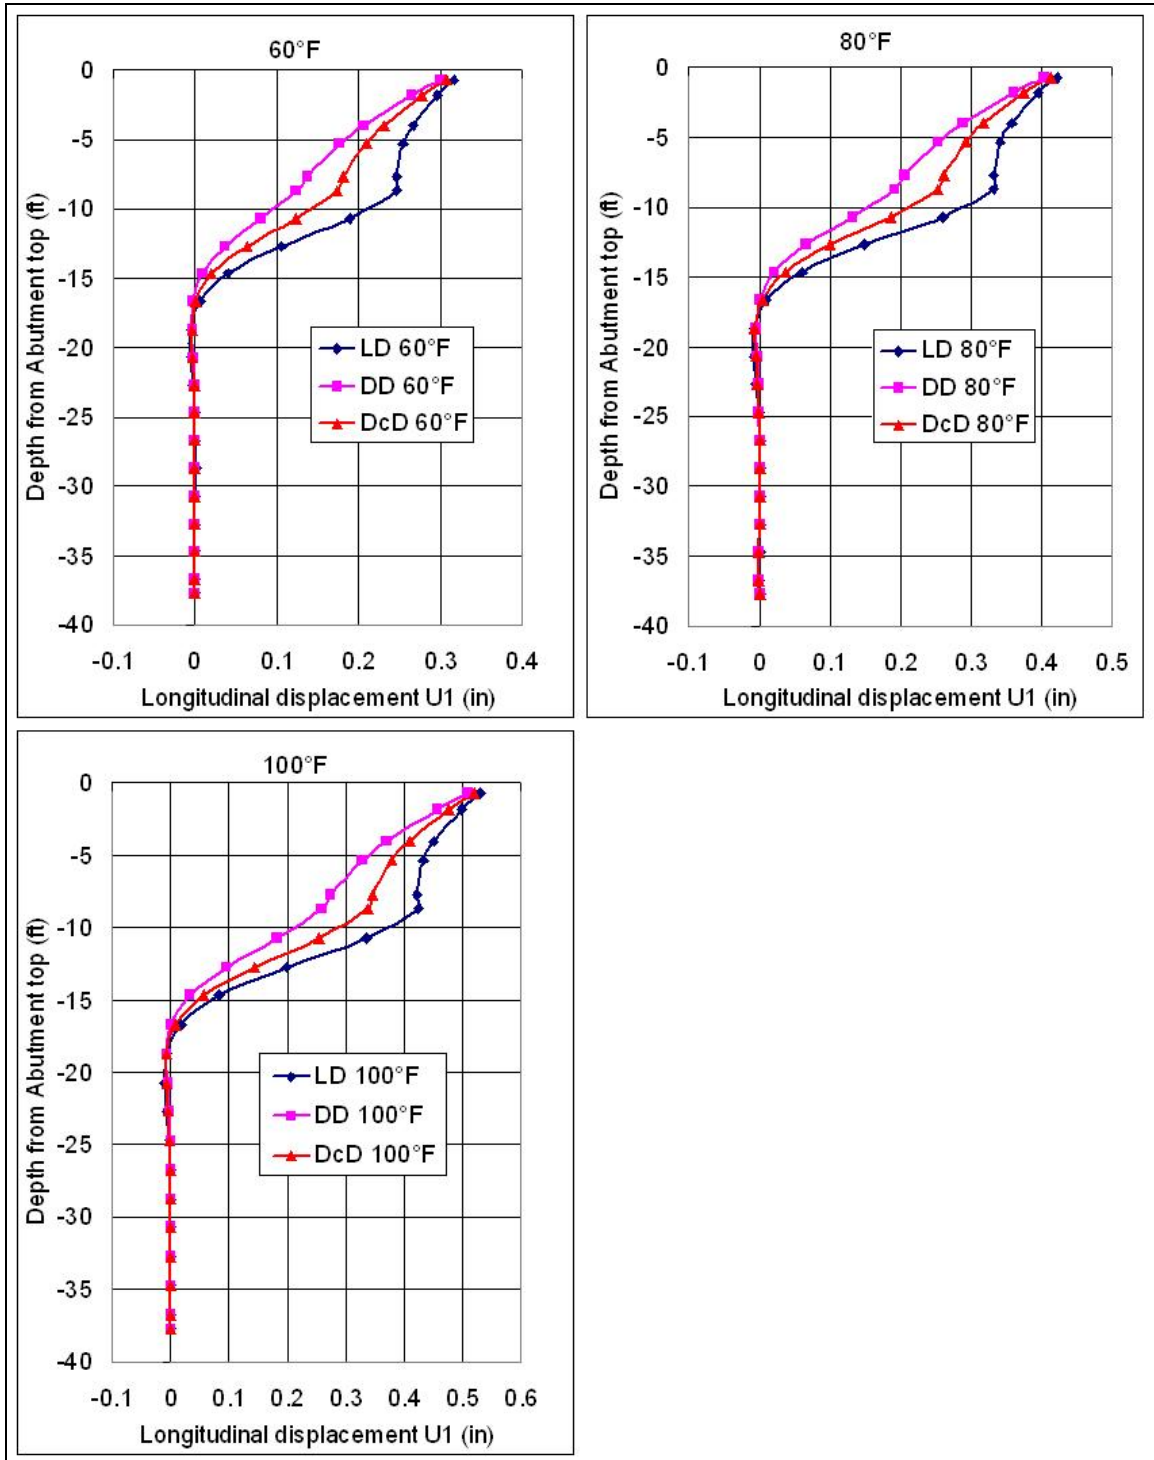 60°F
0
-5
-10
-15
-20
-25
-30
-35
-40
Depth from Abutment top (ft)
LD 60°F
DD 60°F
DcD 60°F
-0.1 0 0.1 0.2 0.3 0.4
Longitudinal displacement U1 (in)
80°F
0
-5
-10
-15
-20
-25
-30
-35
-40
Depth from Abutment top (ft)
LD 80°F
DD 80°F
DcD 80°F
-0.1 0 0.1 0.2 0.3 0.4 0.5
Longitudinal displacement U1 (in)
100°F
0
-5
-10
-15
-20
-25
-30
-35
-40
Depth from Abutment top (ft)
LD 100°F
DD 100°F
DcD 100°F
-0.1 0 0.1 0.2 0.3 0.4 0.5 0.6
Longitudinal displacement U1 (in)